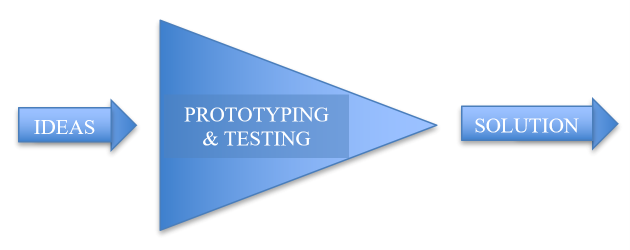 IDEAS
PROTOTYPING
& TESTING
SOLUTION